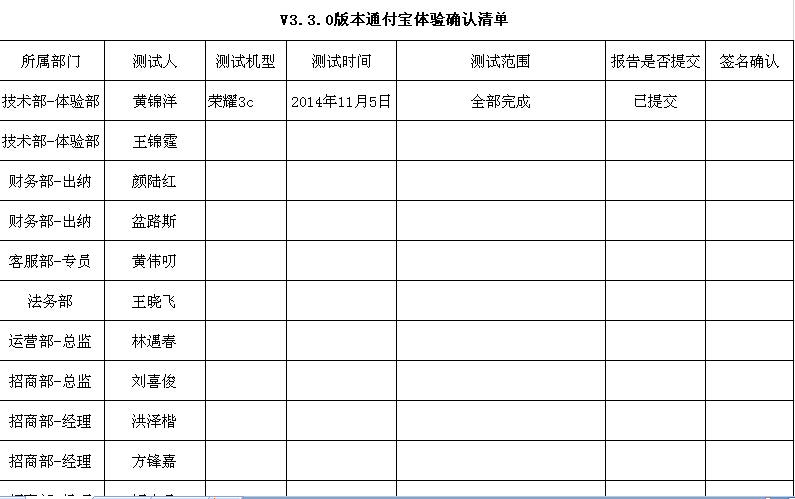 V3.3.0版本通付宝体验确认清单
所属部门 测试人 测试机型 测试时间 测试范围 报告是否提交 签名确认
技术部-体验部 黄锦洋 荣耀3c 2014年11月5日 全部完成 已提交
技术部-体验部 王锦霆
财务部-出纳 颜陆红
财务部-出纳 盆路斯
客服部-专员 黄伟叨
法务部 王晓飞
运营部-总监 林遇春
招商部-总监 刘喜俊
招商部-经理 洪泽楷
招商部-经理 方锋嘉